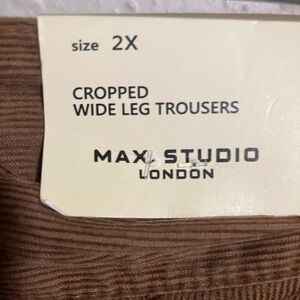 size 2X
CROPPED
WIDE LEG TROUSERS
MAX STUDIO
LONDON